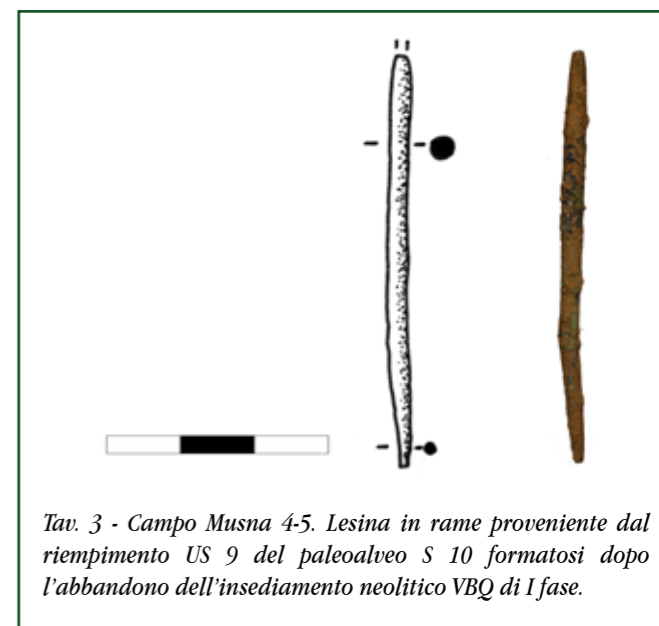 Tav. 3 - Campo Musna 4-5. Lesina in rame proveniente dal
riempimento US 9 del paleoalveo S 10 formatosi dopo
l'abbandono dell'insediamento neolitico VBQ di I fase.